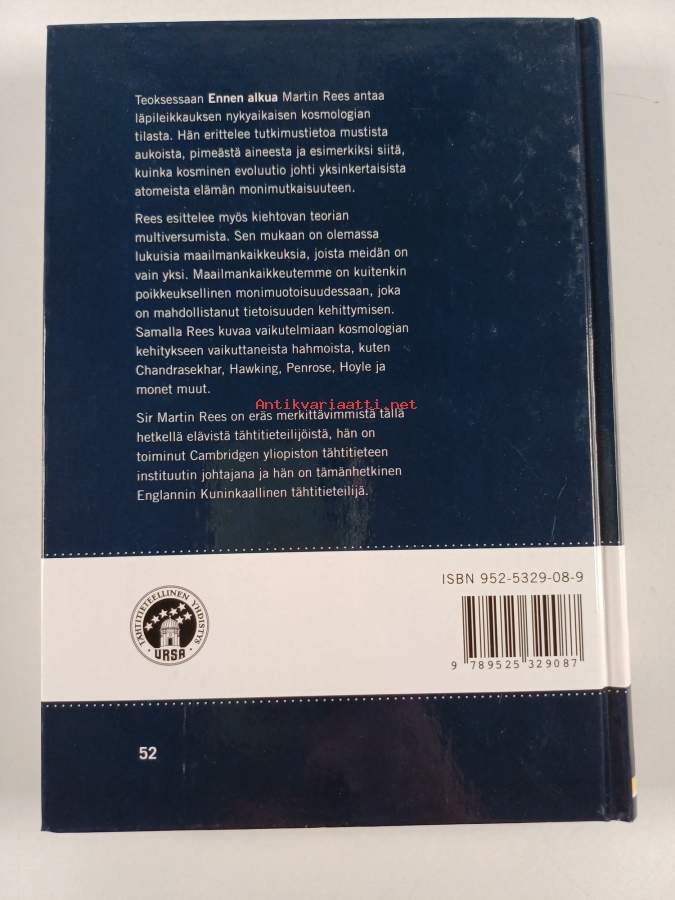 Teoksessaan Ennen alkua Martin Rees antaa
läpileikkauksen nykyaikaisen kosmologian
tilasta. Hän erittelee tutkimustietoa mustista
aukoista, pimeästä aineesta ja esimerkiksi siitä,
kuinka kosminen evoluutio johti yksinkertaisista
atomeista elämän monimutkaisuuteen.
Rees esittelee myös kiehtovan teorian
multiversumista. Sen mukaan on olemassa
lukuisia maailmankaikkeuksia, joista meidän on
vain yksi. Maailmankaikkeutemme on kuitenkin
poikkeuksellinen monimuotoisuudessaan, joka
on mahdollistanut tietoisuuden kehittymisen.
Samalla Rees kuvaa vaikutelmiaan kosmologian
kehitykseen vaikuttaneista hahmoista, kuten
Chandrasekhar, Hawking, Penrose, Hoyle ja
monet muut.
Antikvariaatti.net
Sir Martin Rees on eräs merkittävimmistä tällä
hetkellä elävistä tähtitieteilijöistä, hän on
toiminut Cambridgen yliopiston tähtitieteen
instituutin johtajana ja hän on tämänhetkinen
Englannin Kuninkaallinen tähtitieteilijä.
ISBN 952-5329-08-9
TÄHTITIETEELLINEN YHDISTYS
URSA
9 789525 329087
52